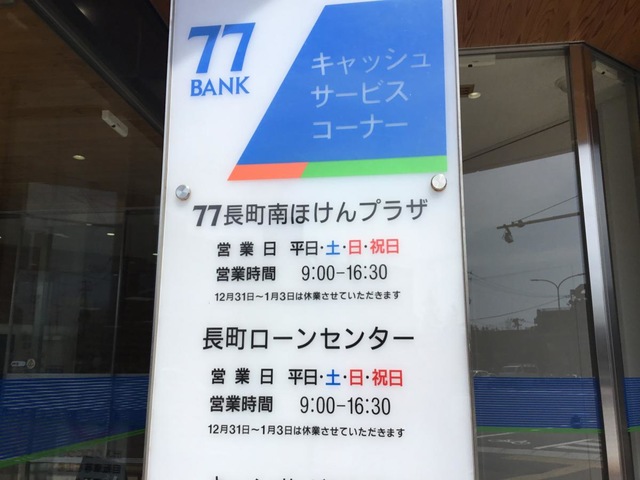 77
BANK
キャッシュ
サービス
コーナー
77長町南ほけんプラザ
営業日 平日・土・日・祝日
営業時間 9:00-16:30
12月31日~1月3日は休業させていただきます
長町ローンセンター
営業日 平日・土・日・祝日
営業時間 9:00-16:30
12月31日~1月3日は休業させていただきます